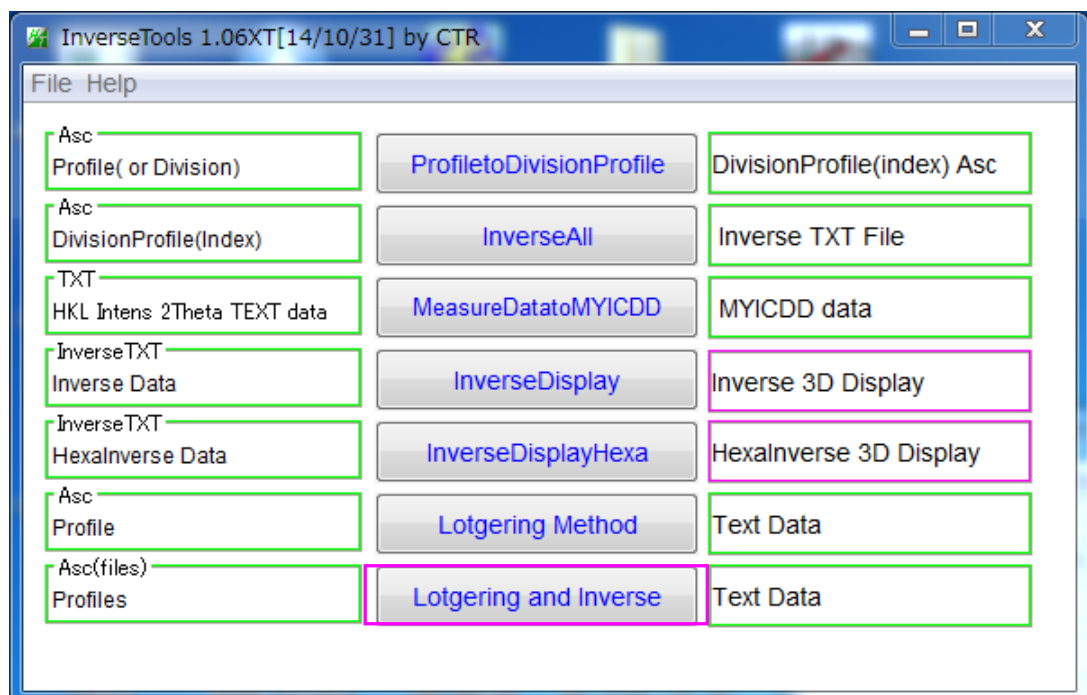 InverseTools 1.06XT[14/10/31] by CTR
File Help
Asc
Profile( or Division) ProfiletoDivisionProfile DivisionProfile(index) Asc
Asc
DivisionProfile(Index) InverseAll Inverse TXT File
TXT
HKL Intens 2Theta TEXT data MeasureDatatoMYICDD MYICDD data
InverseTXT
Inverse Data InverseDisplay Inverse 3D Display
InverseTXT
HexaInverse Data InverseDisplayHexa HexaInverse 3D Display
Asc
Profile Lotgering Method Text Data
Asc(files)
Profiles Lotgering and Inverse Text Data